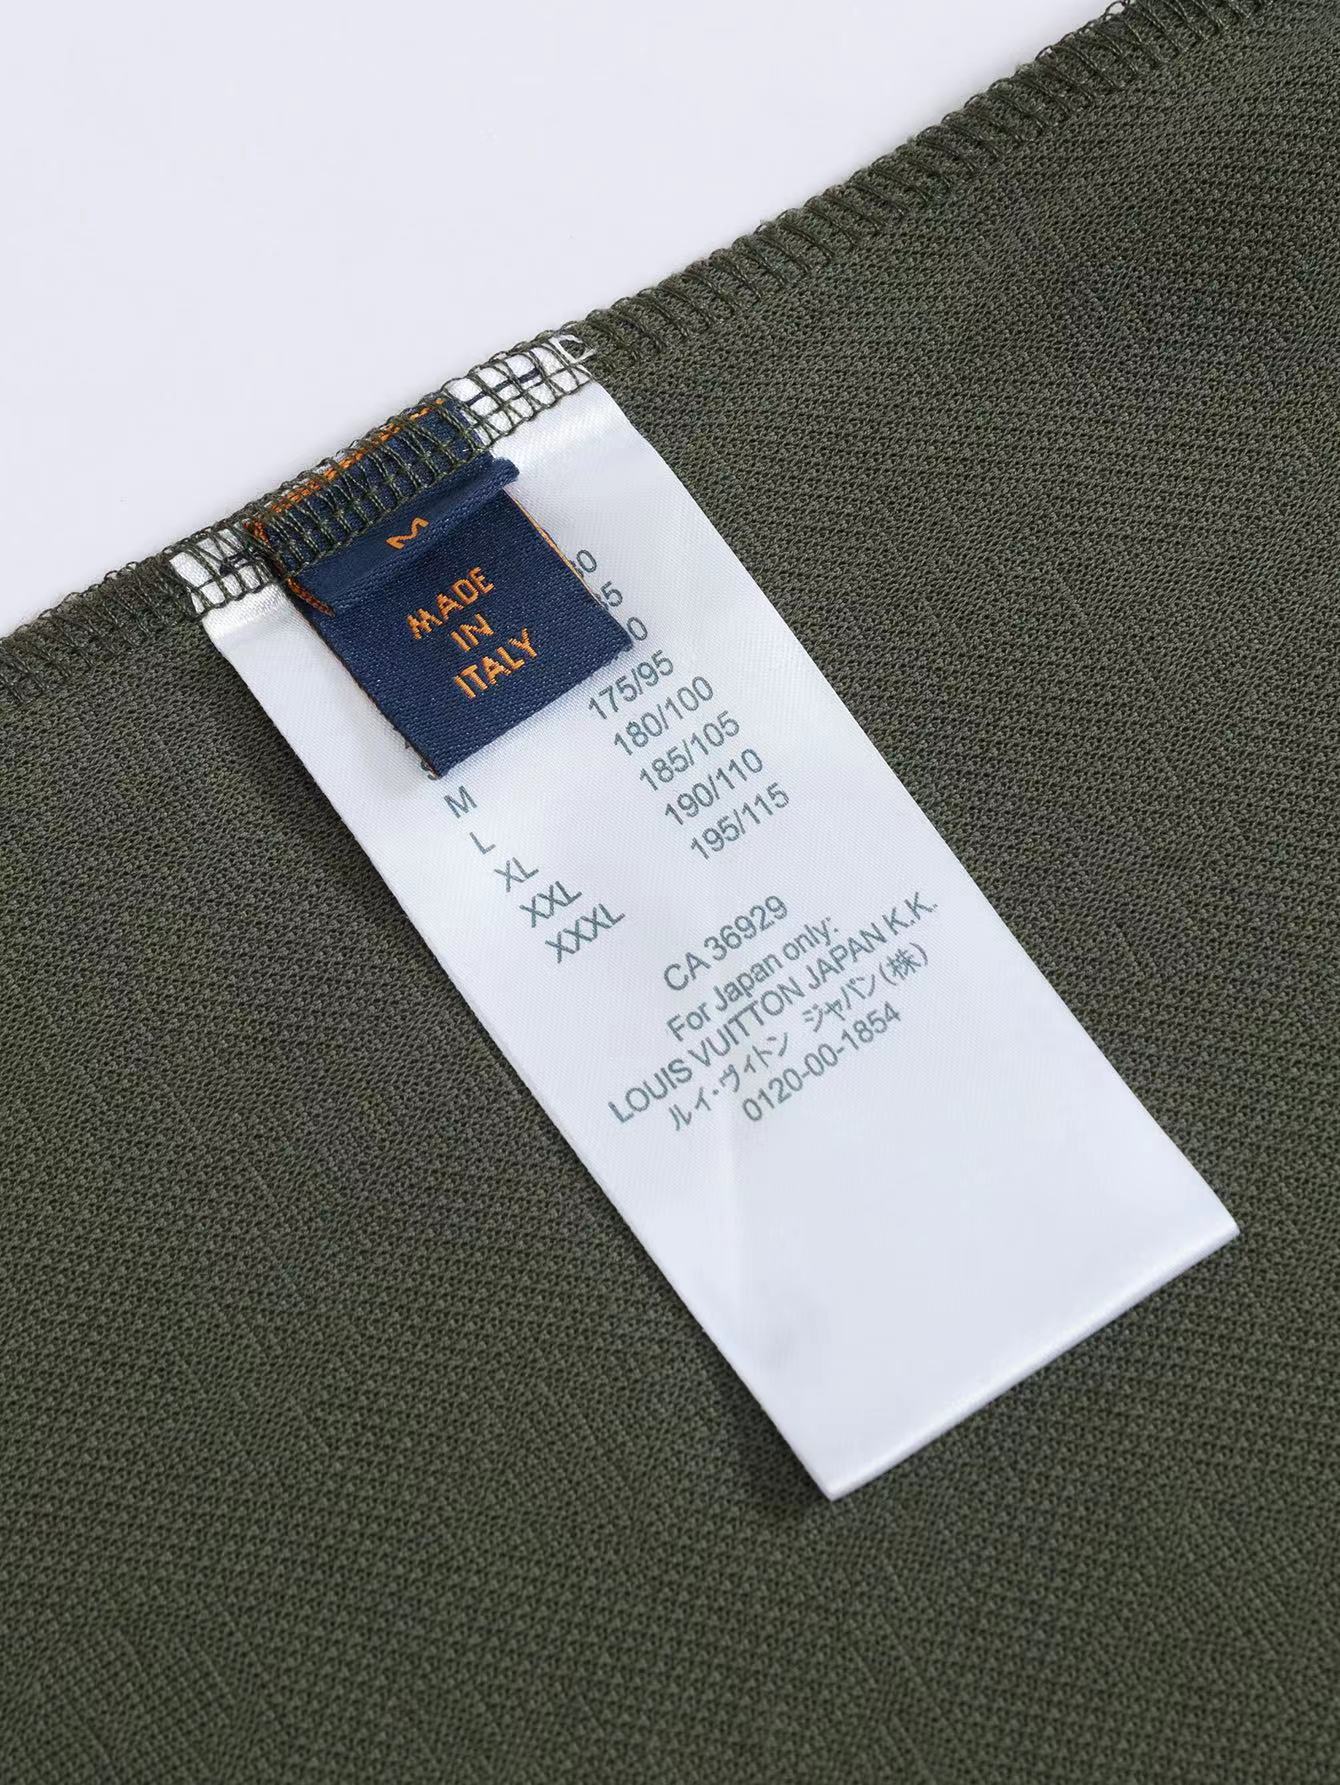 M
MADE
IN
ITALY
175/95
M 180/100
L 185/105
XL 190/110
XXL 195/115
XXXL
CA 36929
For Japan only:
LOUIS VUITTON JAPAN K.K.
ルイ・ヴィトン ジャパン(株)
0120-00-1854